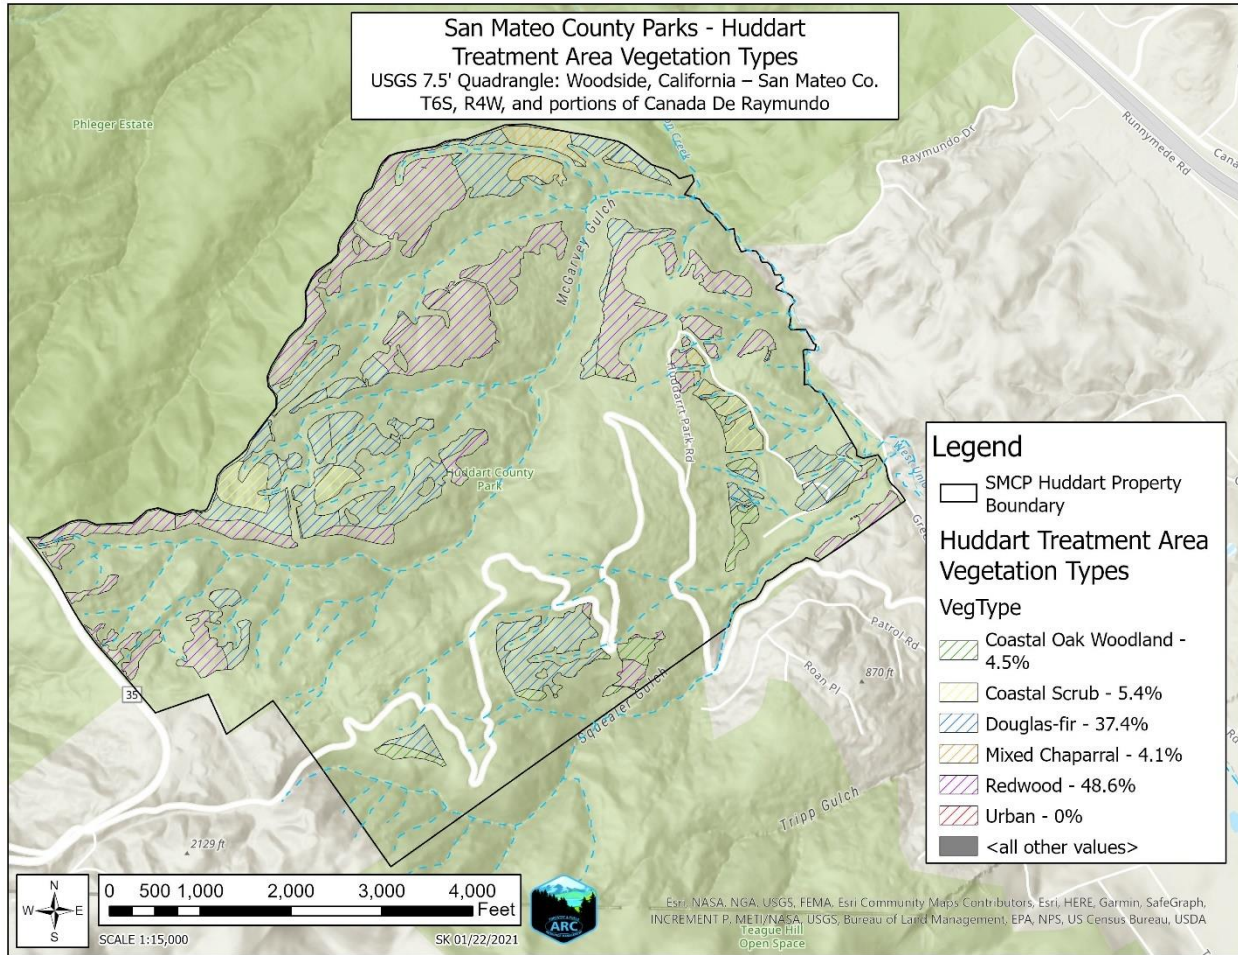 San Mateo County Parks - Huddart
Treatment Area Vegetation Types
USGS 7.5' Quadrangle: Woodside, California – San Mateo Co.
T6S, R4W, and portions of Canada De Raymundo
Phleger Estate
Creek
Raymundo Dr
Runnymede Rd
McGarvey Gulch
Huddarrt Park Rd
Huddart County
Park
Patrol Rd
Roan Pl
870 ft
Squealer Gulch
Tripp Gulch
35
2129 ft
Teague Hill
Open Space
Legend
SMCP Huddart Property
Boundary
Huddart Treatment Area
Vegetation Types
VegType
Coastal Oak Woodland -
4.5%
Coastal Scrub - 5.4%
Douglas-fir - 37.4%
Mixed Chaparral - 4.1%
Redwood - 48.6%
Urban - 0%
<all other values>
N
W E
S
0 500 1,000 2,000 3,000 4,000
Feet
SCALE 1:15,000
SK 01/22/2021
ARC
Esri, NASA, NGA, USGS, FEMA, Esri Community Maps Contributors, Esri, HERE, Garmin, SafeGraph,
INCREMENT P, METI/NASA, USGS, Bureau of Land Management, EPA, NPS, US Census Bureau, USDA